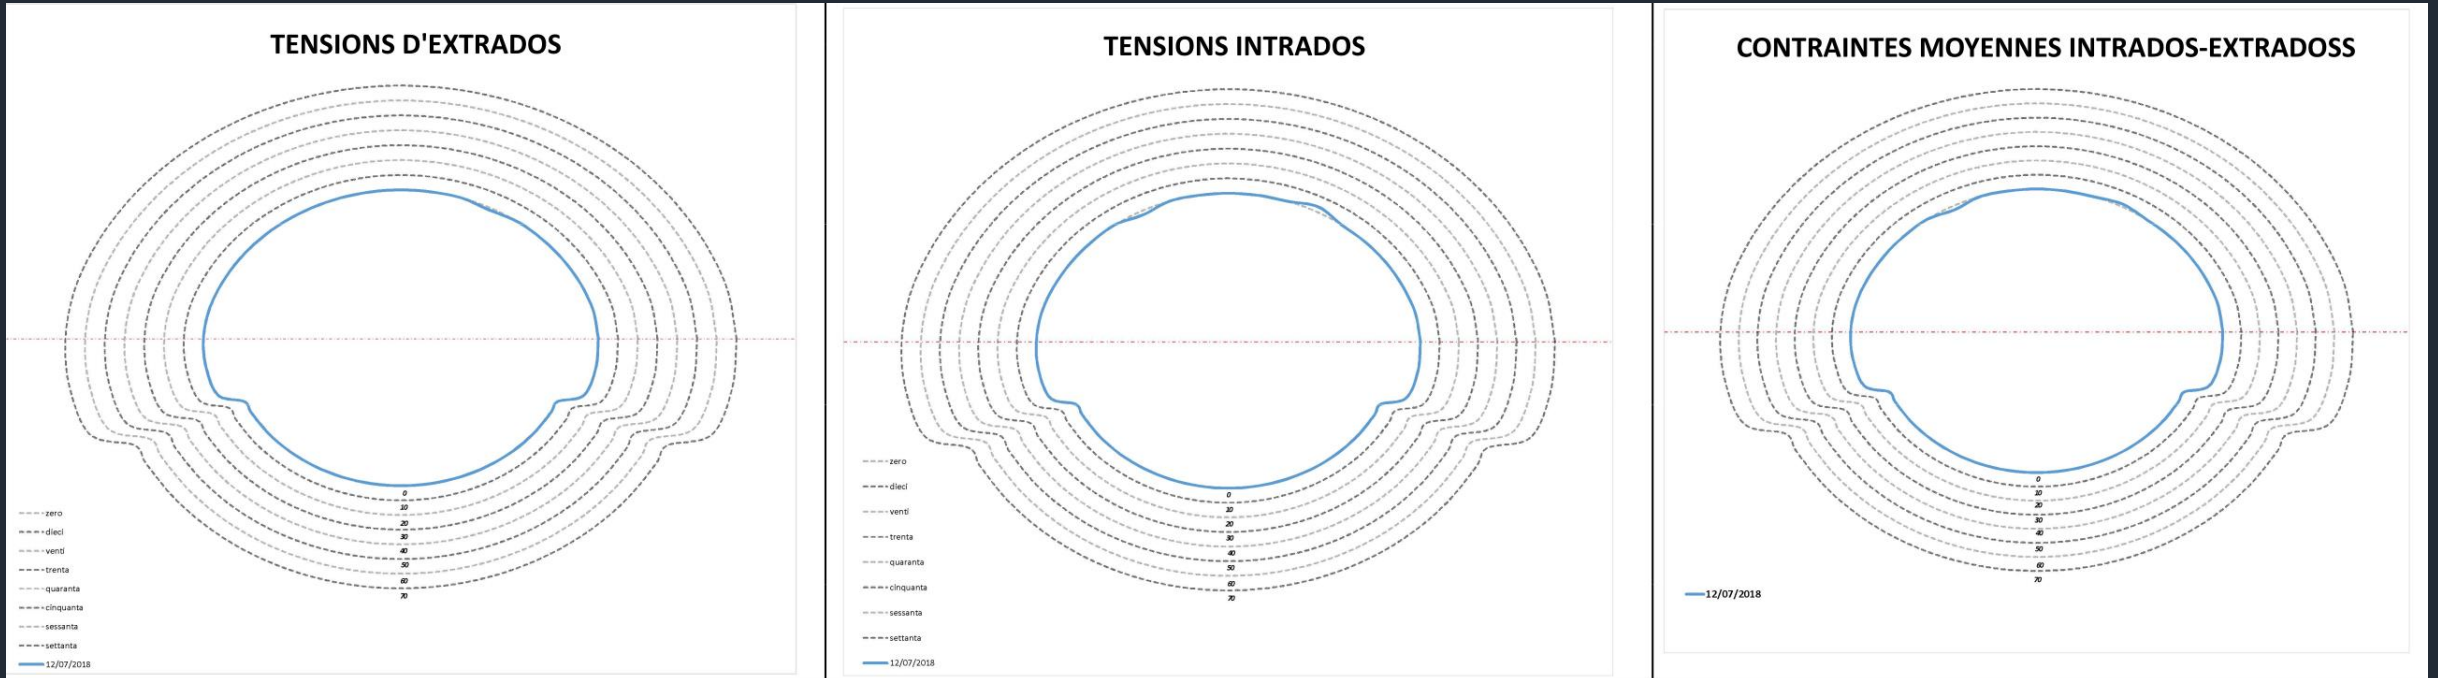 TENSIONS D'EXTRADOS
0
10
20
30
40
50
60
70
zero
dieci
venti
trenta
quaranta
cinquanta
sessanta
settanta
12/07/2018
TENSIONS INTRADOS
0
10
20
30
40
50
60
70
zero
dieci
venti
trenta
quaranta
cinquanta
sessanta
settanta
12/07/2018
CONTRAINTES MOYENNES INTRADOS-EXTRADOSS
0
10
20
30
40
50
60
70
12/07/2018